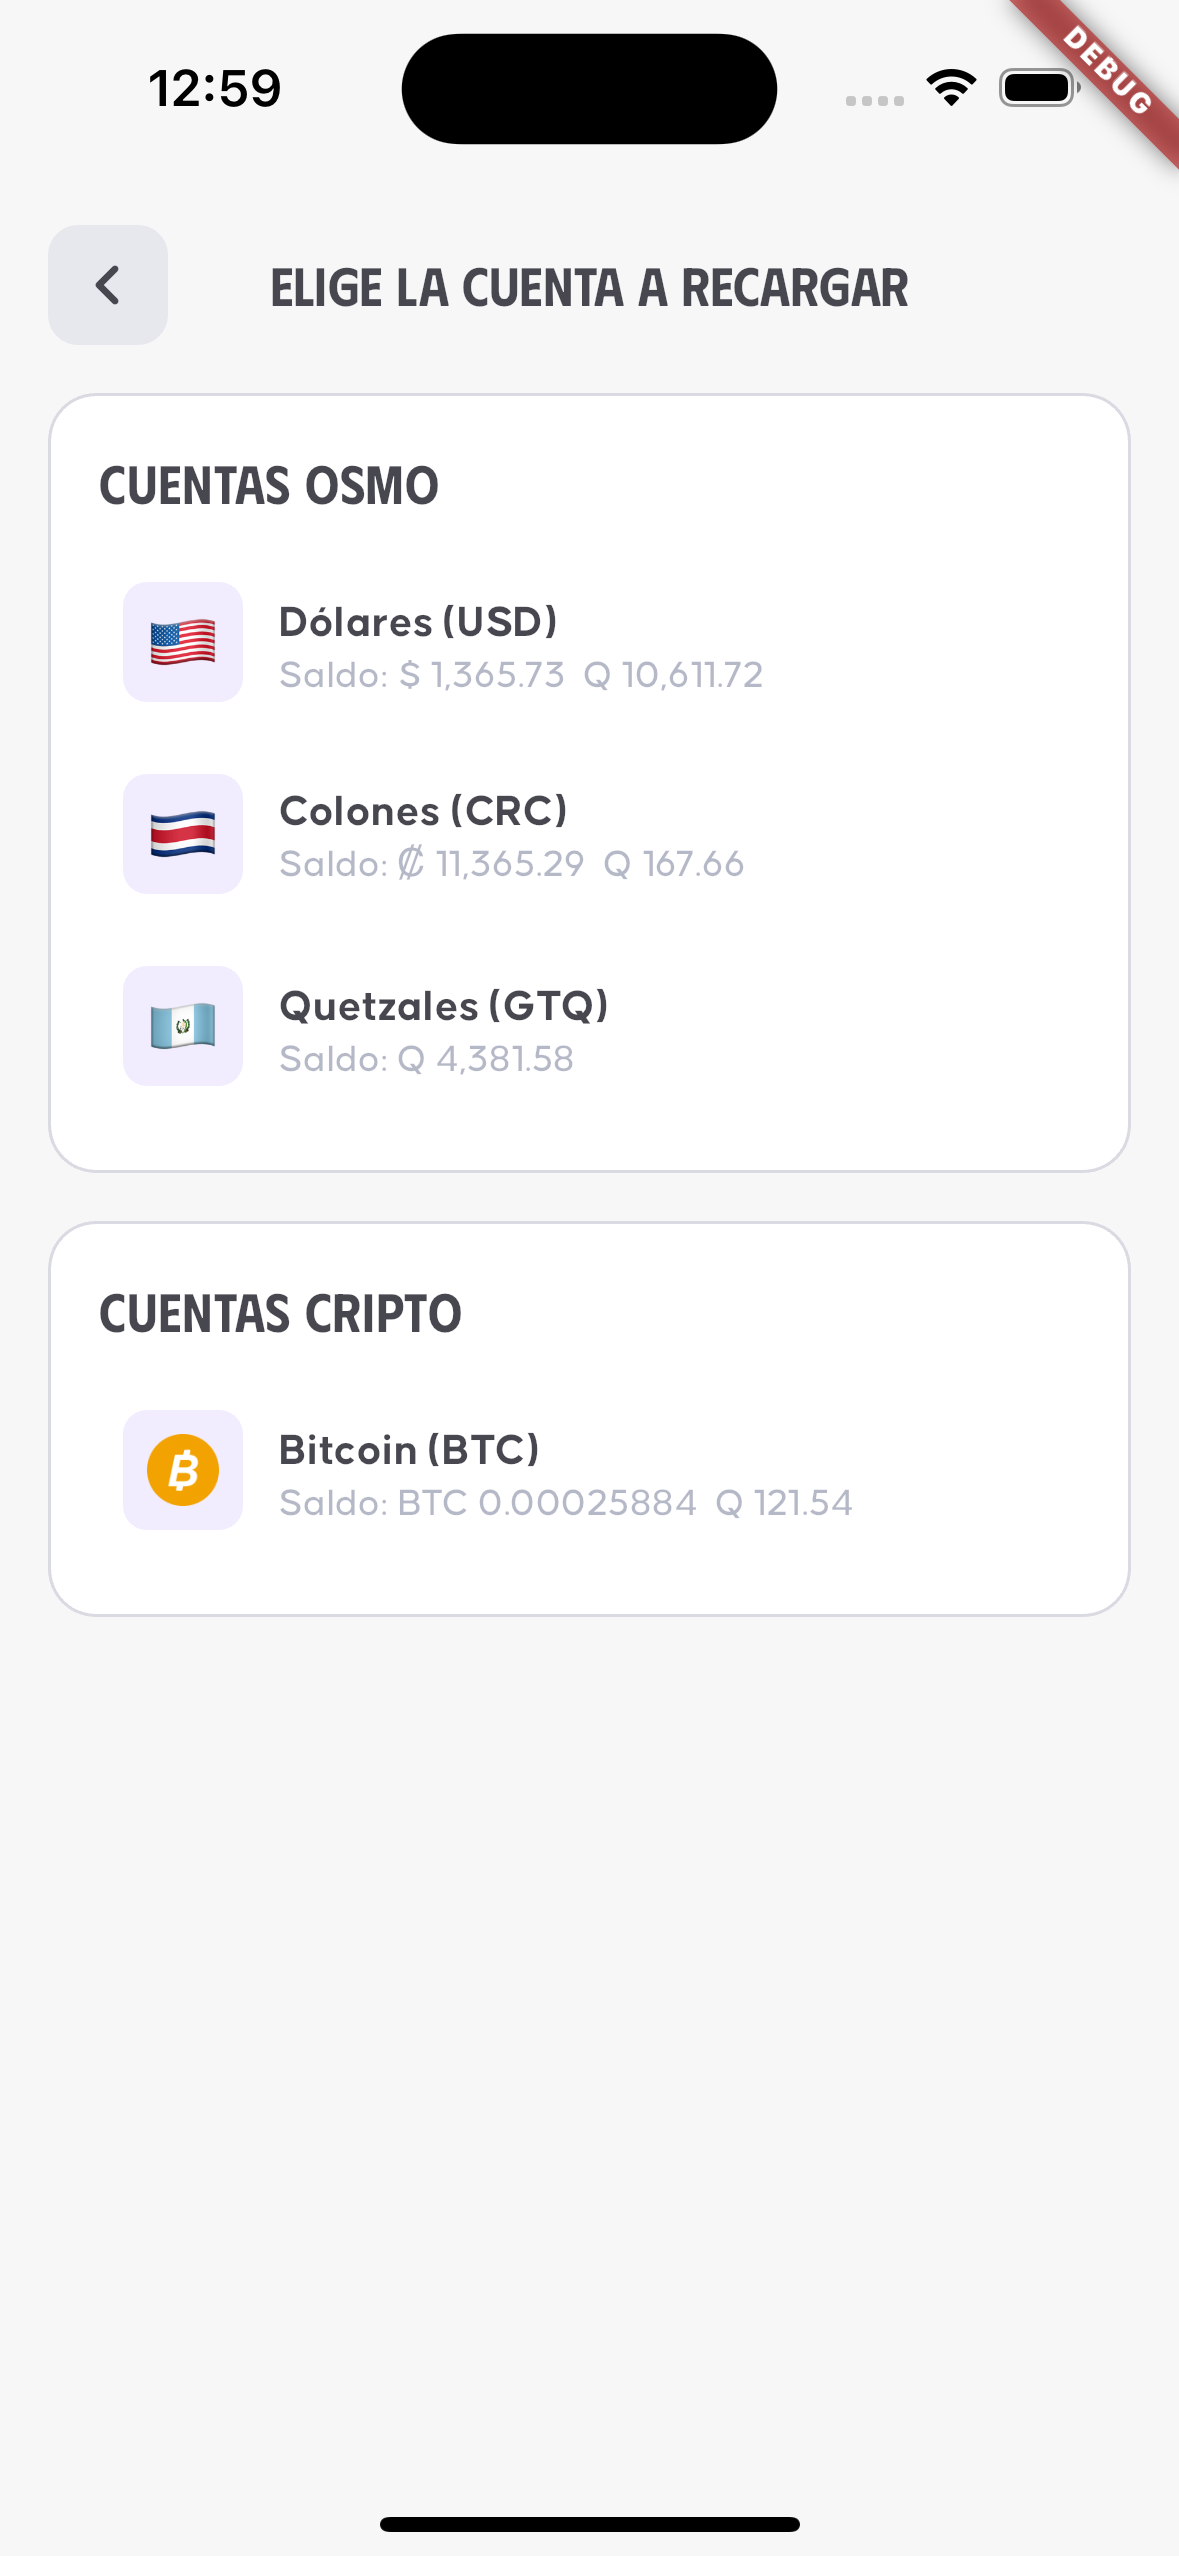 12:59
DEBUG
ELIGE LA CUENTA A RECARGAR
CUENTAS OSMO
Dólares (USD)
Saldo: $ 1,365.73 Q 10,611.72
Colones (CRC)
Saldo: ₡ 11,365.29 Q 167.66
Quetzales (GTQ)
Saldo: Q 4,381.58
CUENTAS CRIPTO
Bitcoin (BTC)
Saldo: BTC 0.00025884 Q 121.54